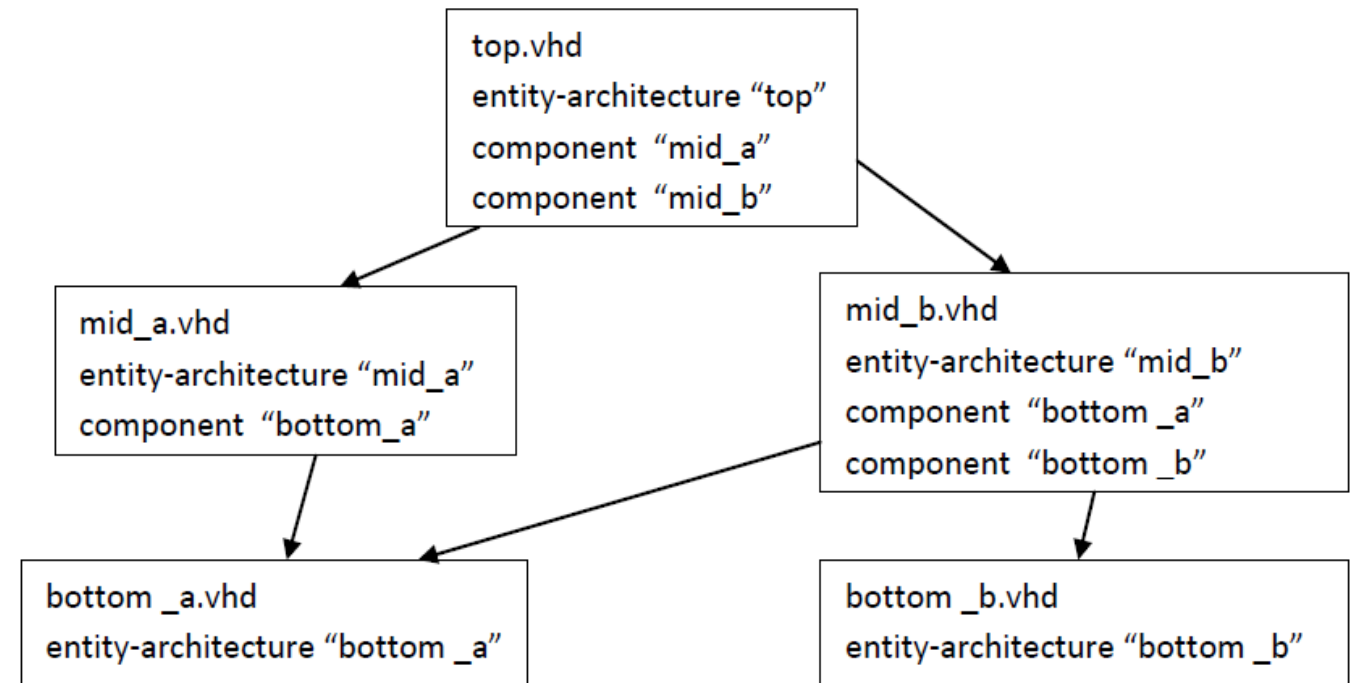 top.vhd
entity-architecture “top”
component “mid_a”
component “mid_b”
mid_a.vhd
entity-architecture “mid_a”
component “bottom_a”
mid_b.vhd
entity-architecture “mid_b”
component “bottom _a”
component “bottom _b”
bottom _a.vhd
entity-architecture “bottom _a”
bottom _b.vhd
entity-architecture “bottom _b”